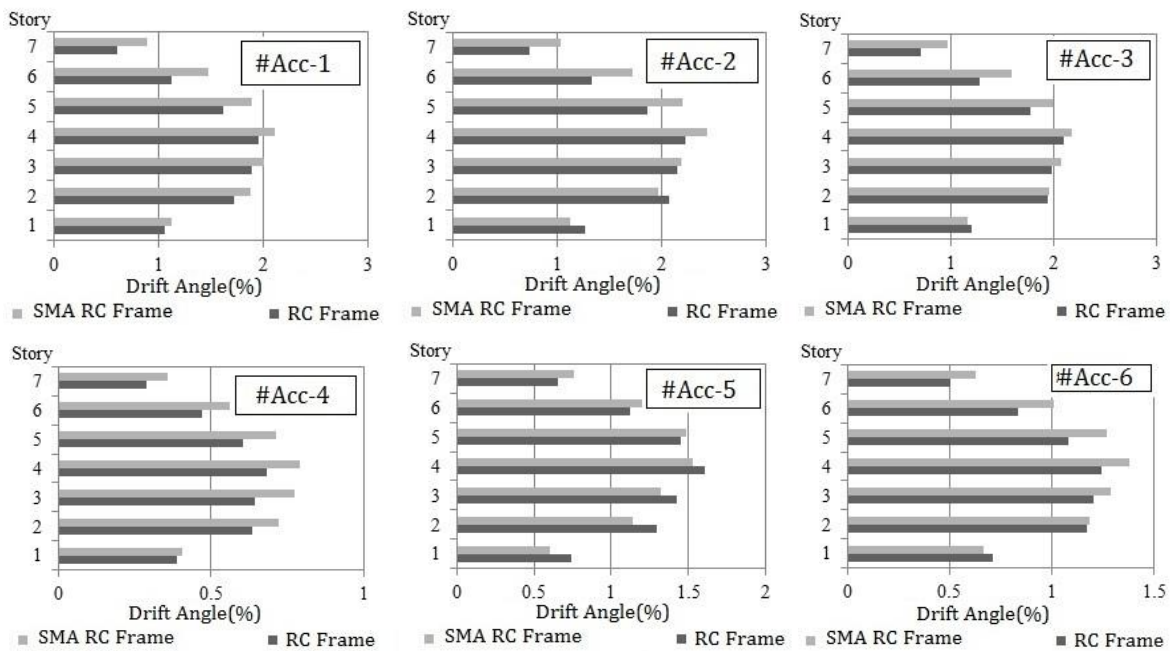 Story
7
6
5
4
3
2
1
#Acc-1
0 1 2 3
Drift Angle(%)
SMA RC Frame RC Frame
Story
7
6
5
4
3
2
1
#Acc-2
0 1 2 3
Drift Angle(%)
SMA RC Frame RC Frame
Story
7
6
5
4
3
2
1
#Acc-3
0 1 2 3
Drift Angle(%)
SMA RC Frame RC Frame
Story
7
6
5
4
3
2
1
#Acc-4
0 0.5 1
Drift Angle(%)
SMA RC Frame RC Frame
Story
7
6
5
4
3
2
1
#Acc-5
0 0.5 1 1.5 2
Drift Angle(%)
SMA RC Frame RC Frame
Story
7
6
5
4
3
2
1
#Acc-6
0 0.5 1 1.5
Drift Angle(%)
SMA RC Frame RC Frame